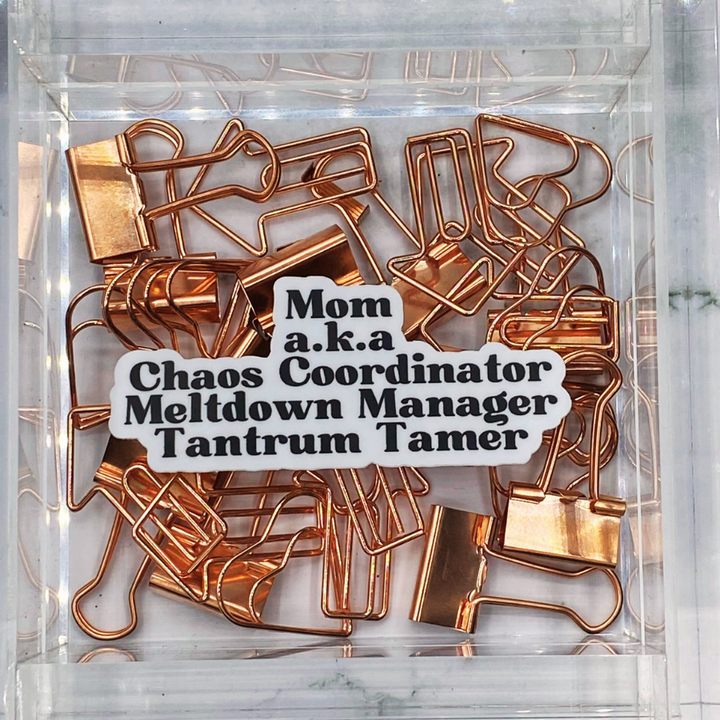 Mom
a.k.a
Chaos Coordinator
Meltdown Manager
Tantrum Tamer